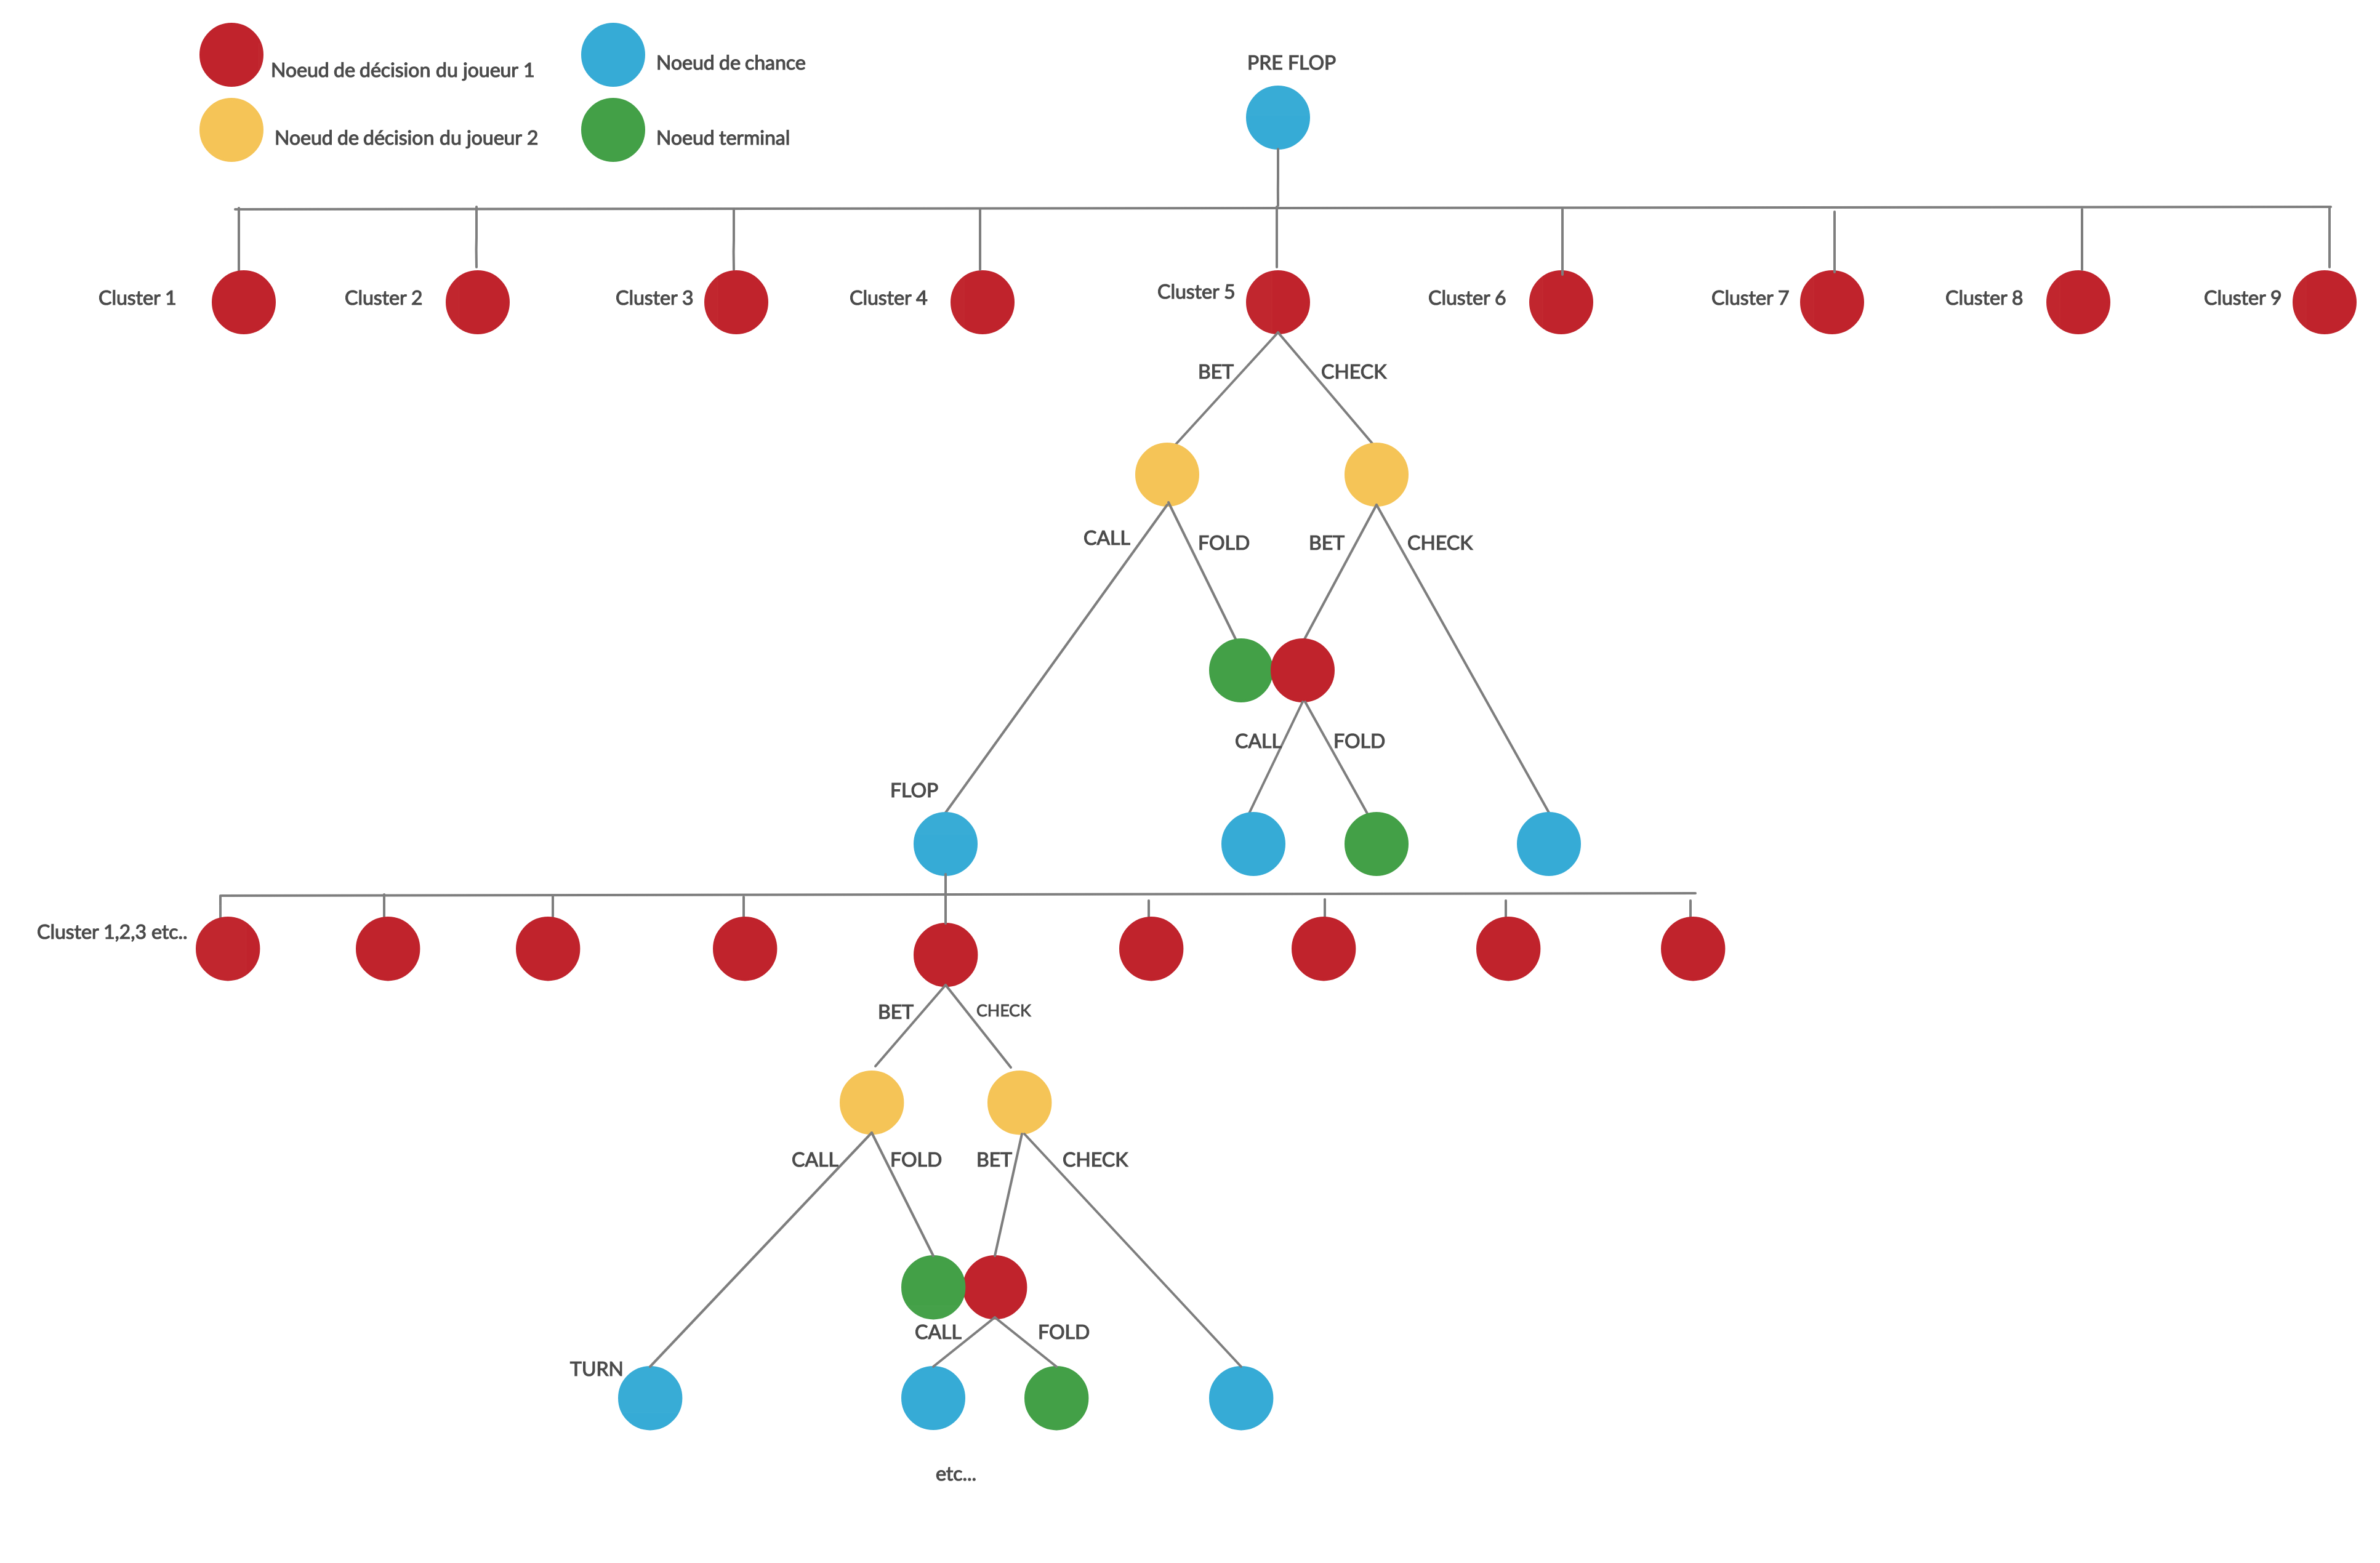 Noeud de décision du joueur 1
Noeud de chance
PRE FLOP
Noeud de décision du joueur 2
Noeud terminal
Cluster 1
Cluster 2
Cluster 3
Cluster 4
Cluster 5
Cluster 6
Cluster 7
Cluster 8
Cluster 9
BET
CHECK
CALL
FOLD
BET
CHECK
CALL
FOLD
FLOP
Cluster 1,2,3 etc..
BET
CHECK
CALL
FOLD
BET
CHECK
CALL
FOLD
TURN
etc...